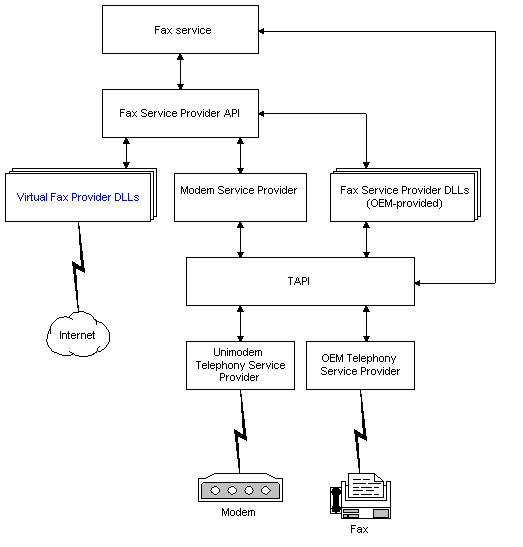 Fax service
Fax Service Provider API
Virtual Fax Provider DLLs
Modem Service Provider
Fax Service Provider DLLs
(OEM-provided)
TAPI
Internet
Unimodem
Telephony Service
Provider
OEM Telephony
Service Provider
Modem
Fax